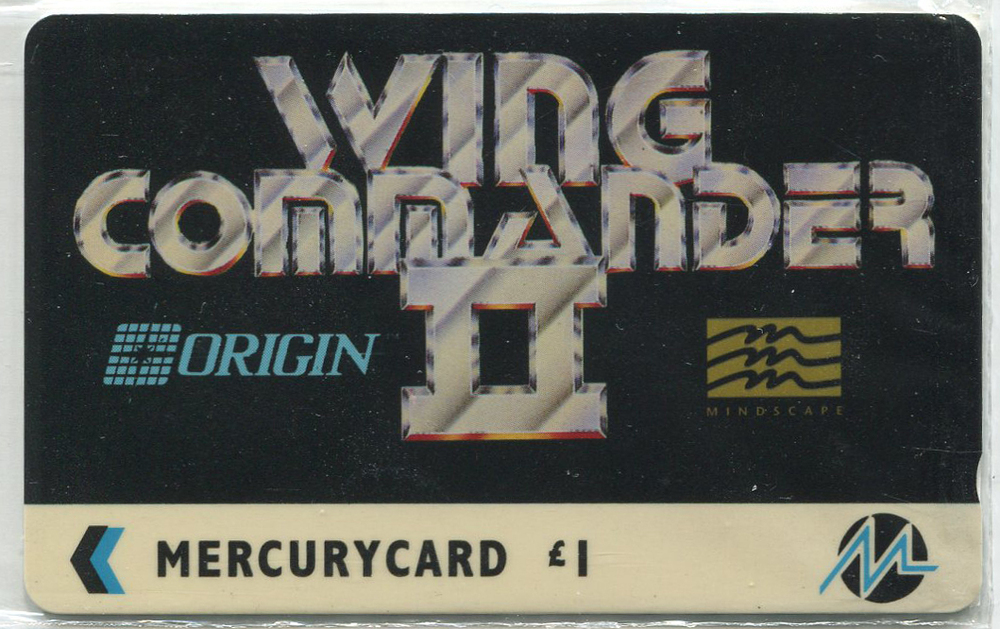 WING
COMMANDER
II
ORIGIN
MINDSCAPE
MERCURYCARD £1